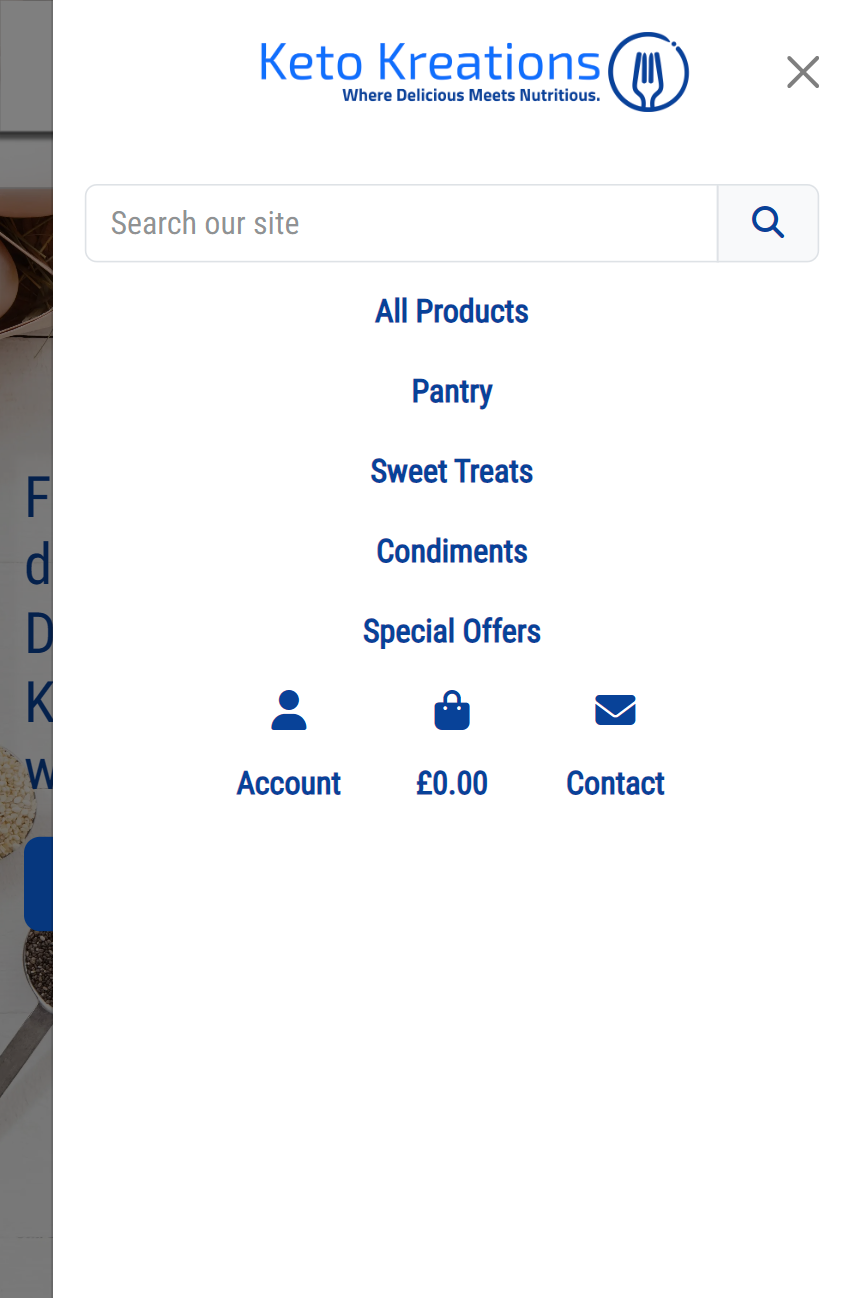 Keto Kreations
Where Delicious Meets Nutritious.
Search our site
All Products
Pantry
Sweet Treats
Condiments
Special Offers
Account
£0.00
Contact
F
d
D
K
w